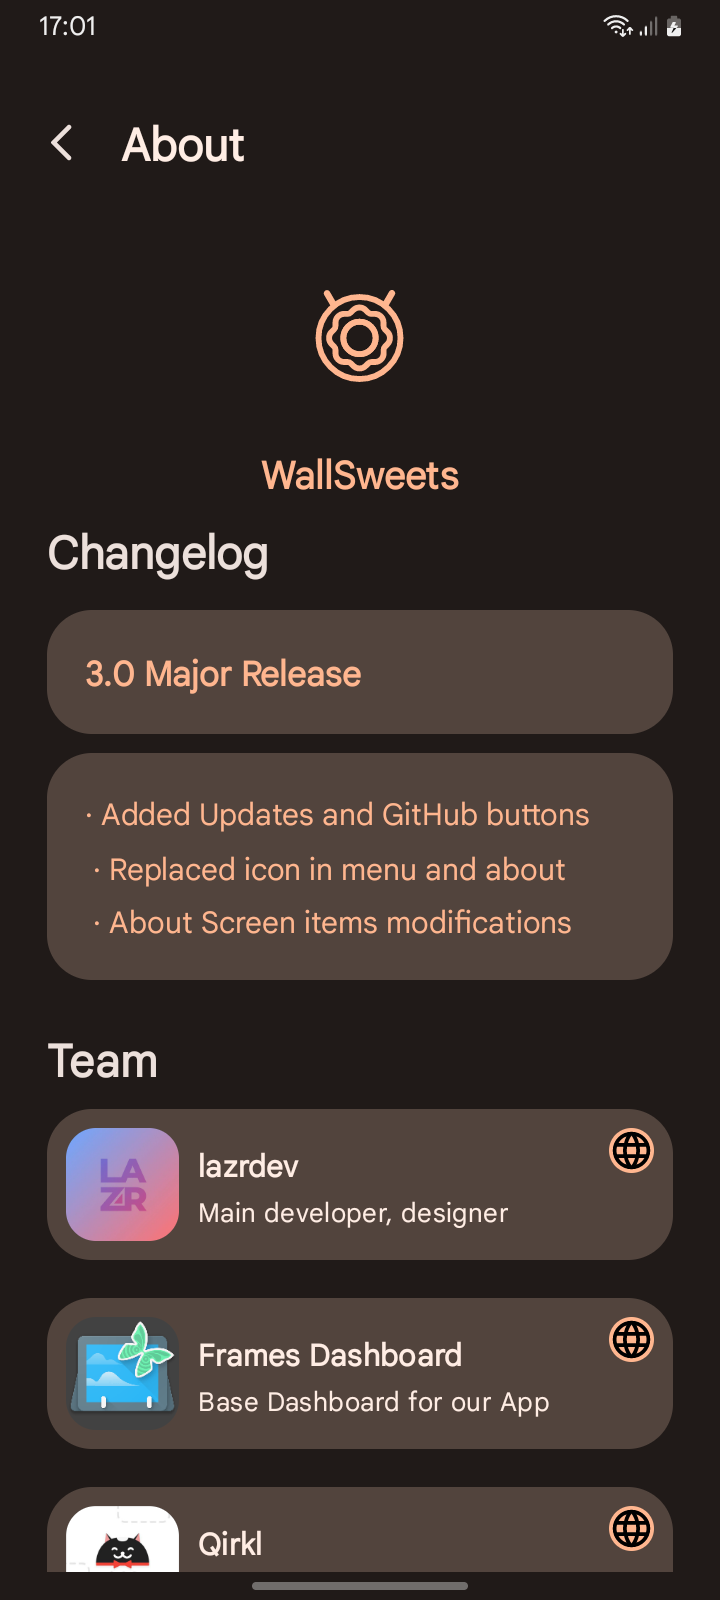 17:01
About
WallSweets
Changelog
3.0 Major Release
· Added Updates and GitHub buttons
· Replaced icon in menu and about
· About Screen items modifications
Team
LA
ZR
lazrdev
Main developer, designer
Frames Dashboard
Base Dashboard for our App
Qirkl